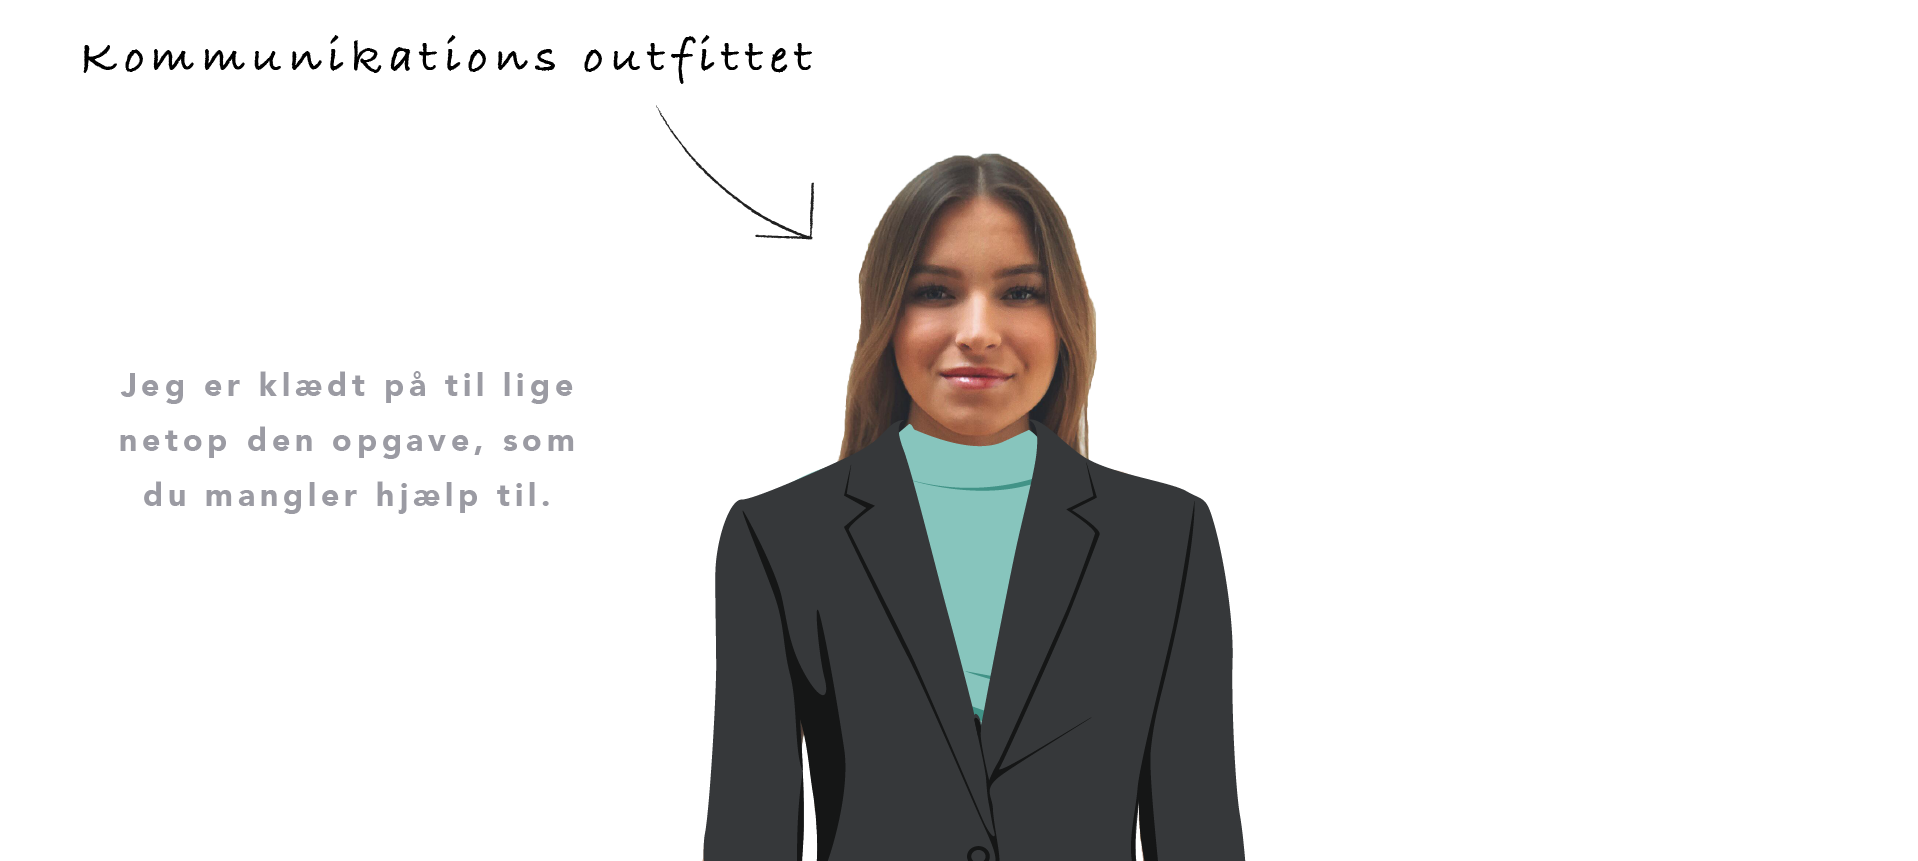 Kommunikations outfittet
Jeg er klædt på til lige
netop den opgave, som
du mangler hjælp til.